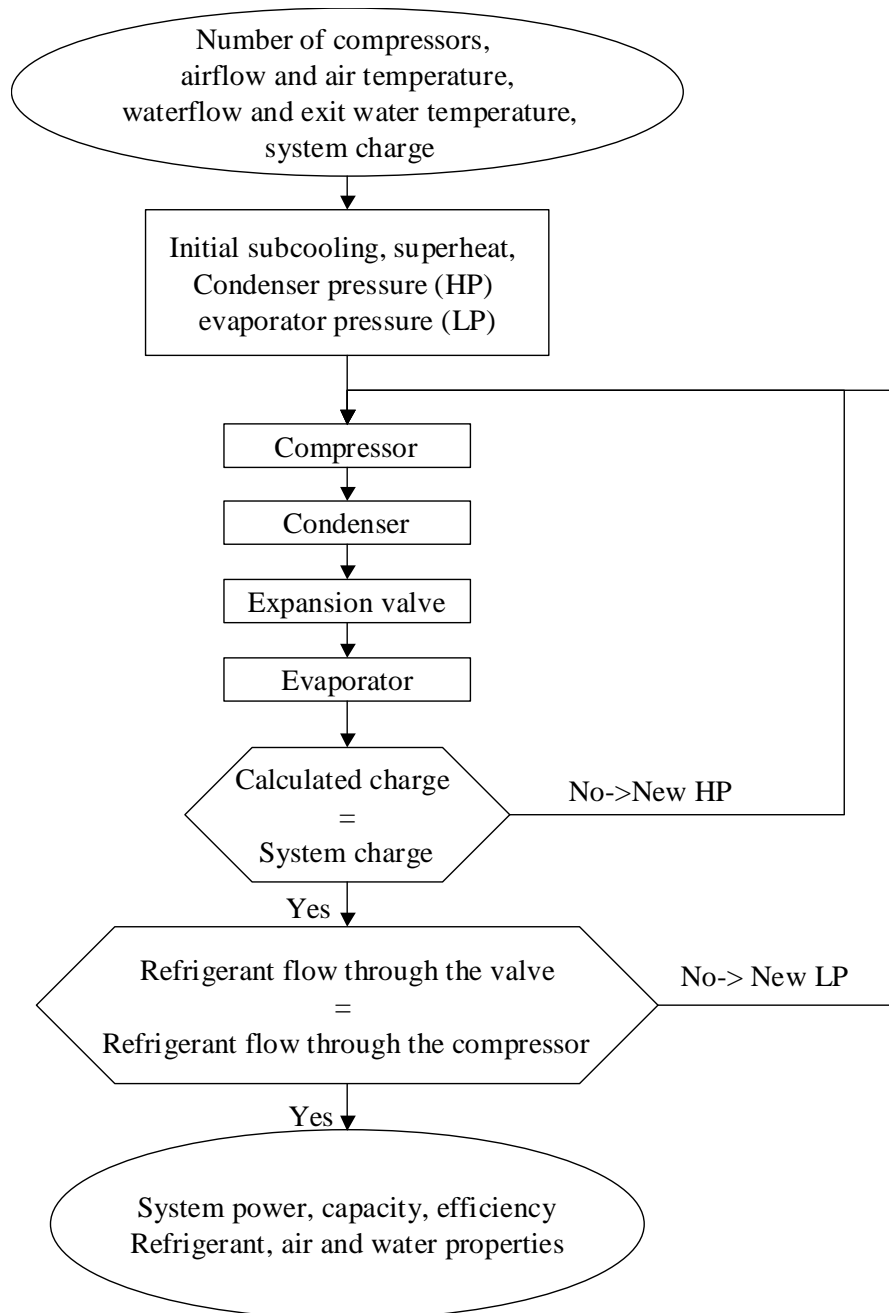 Number of compressors,
airflow and air temperature,
waterflow and exit water temperature,
system charge
Initial subcooling, superheat,
Condenser pressure (HP)
evaporator pressure (LP)
Compressor
Condenser
Expansion valve
Evaporator
Calculated charge
=
System charge
No->New HP
Yes
Refrigerant flow through the valve
=
Refrigerant flow through the compressor
No-> New LP
Yes
System power, capacity, efficiency
Refrigerant, air and water properties